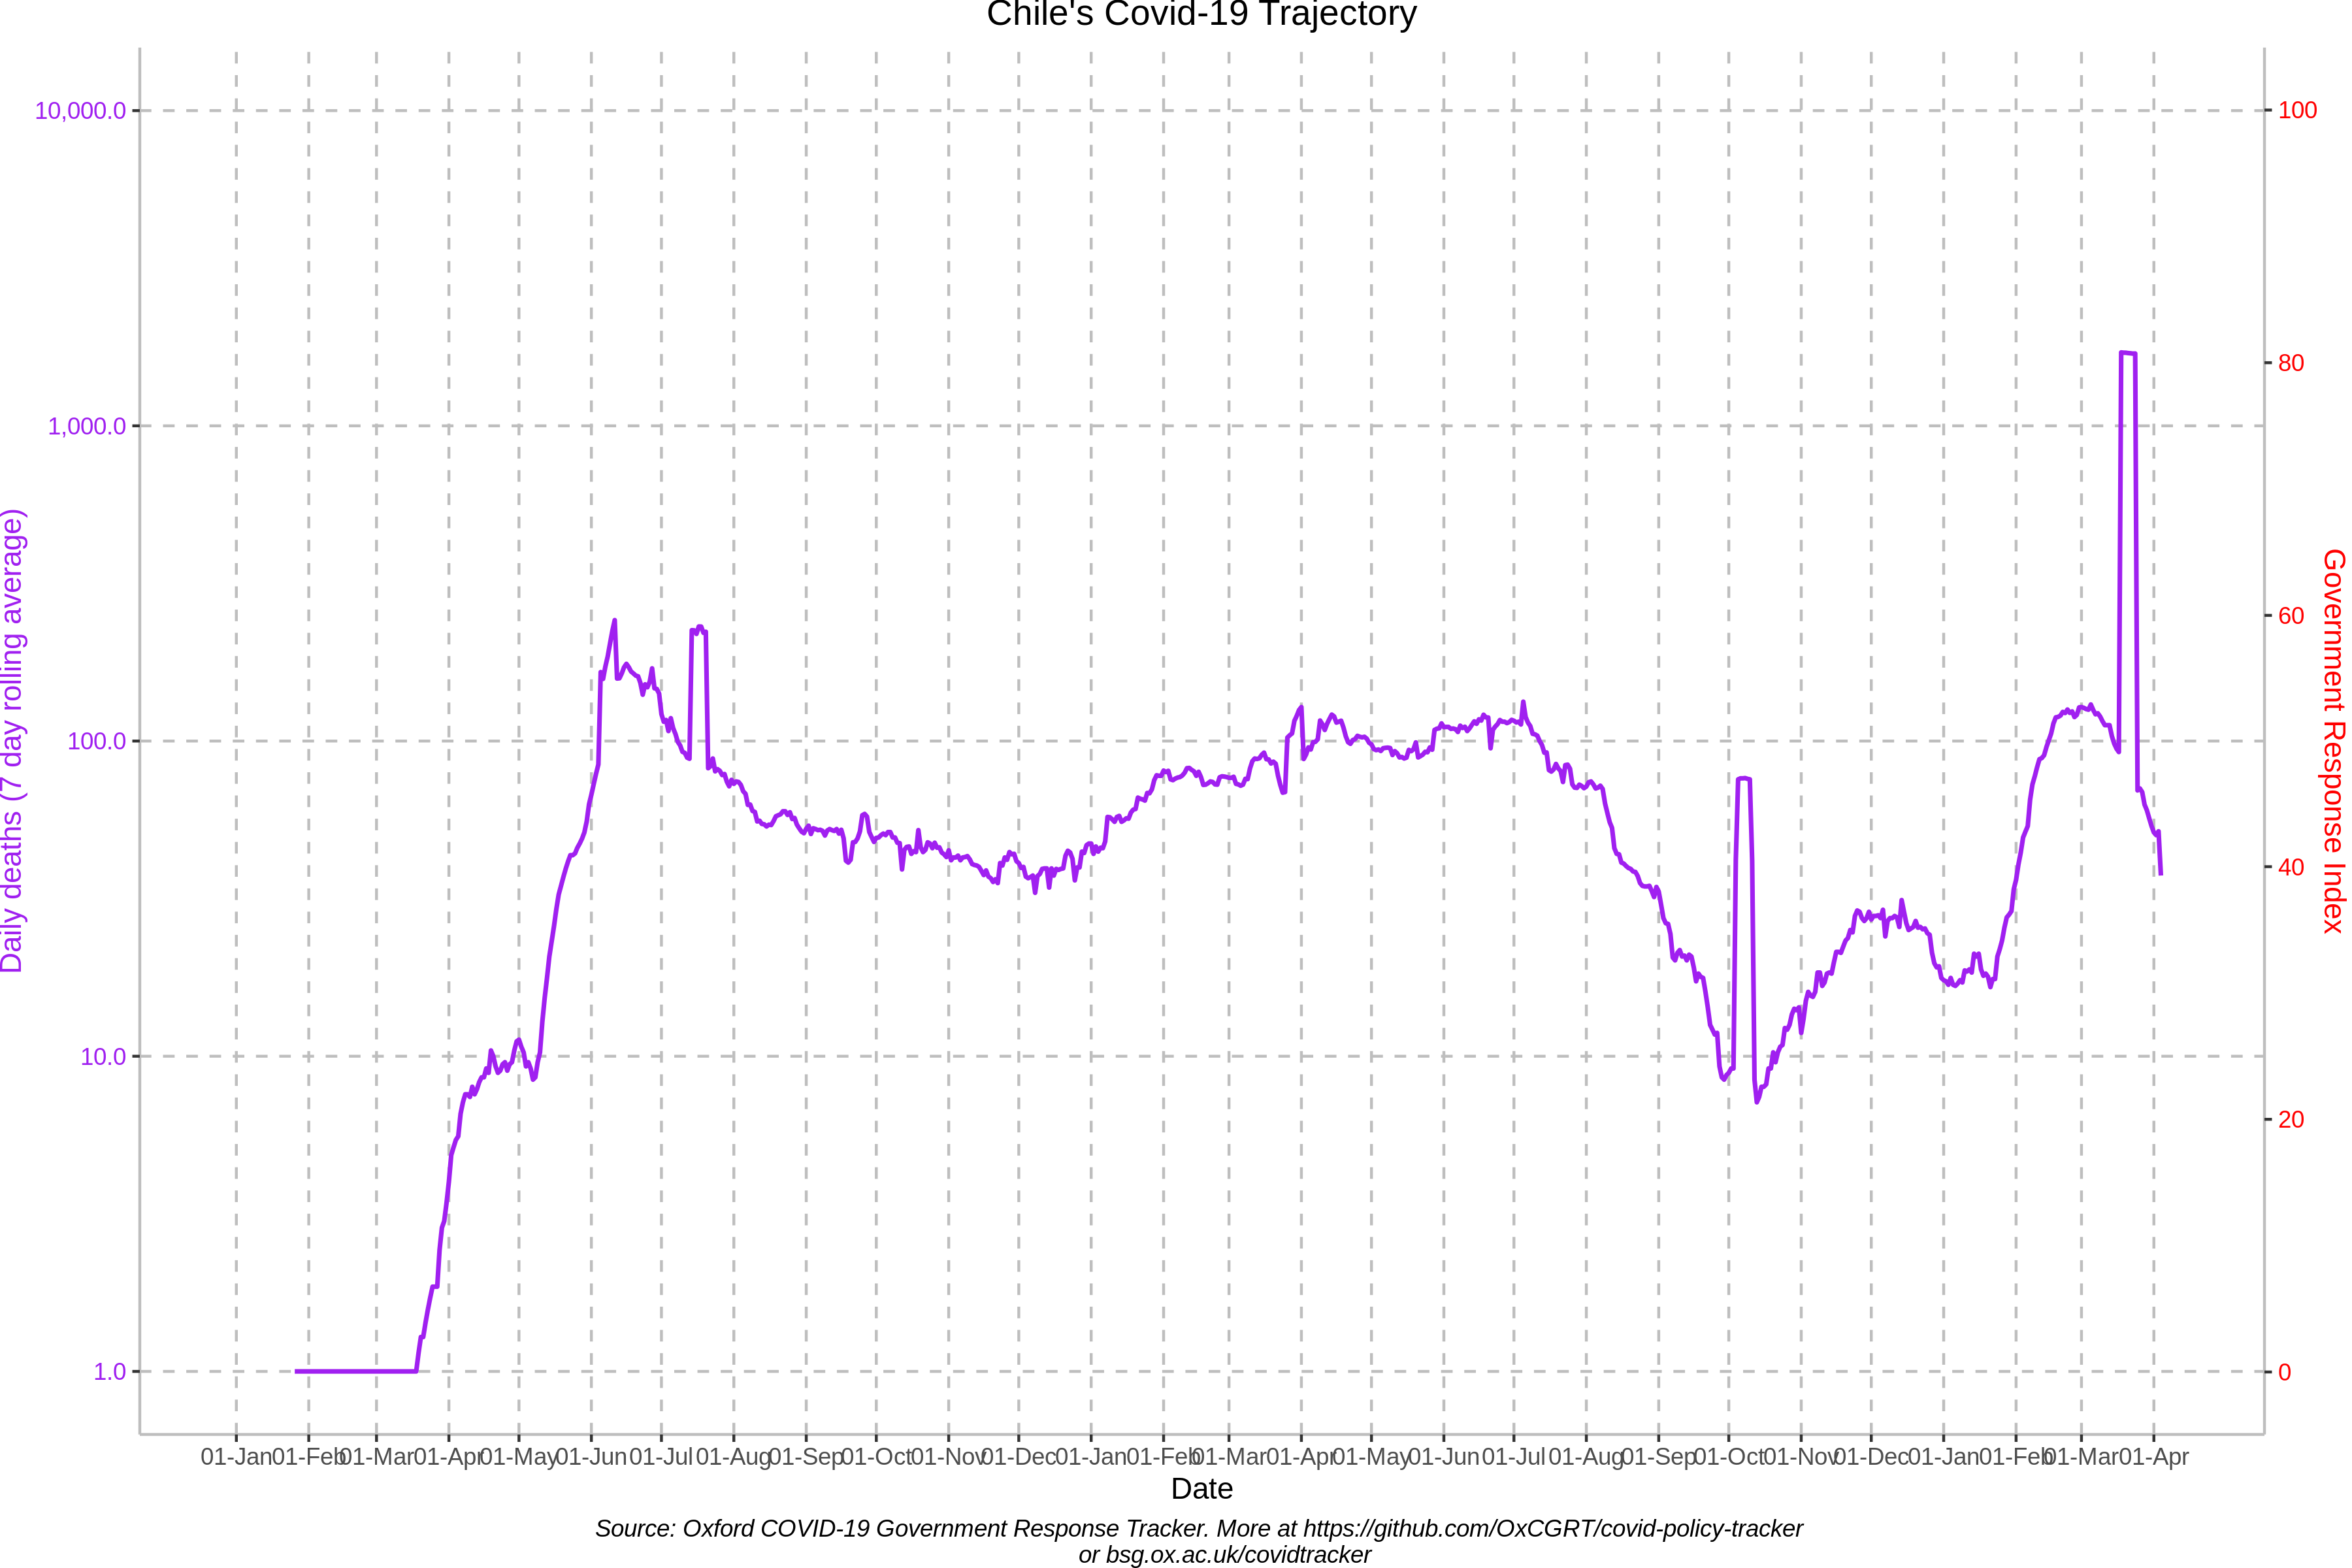 Chile's Covid-19 Trajectory
10,000.0
1,000.0
100.0
10.0
1.0
Daily deaths (7 day rolling average)
100
80
60
40
20
0
Government Response Index
01-Jan 01-Feb 01-Mar 01-Apr 01-May 01-Jun 01-Jul 01-Aug 01-Sep 01-Oct 01-Nov 01-Dec 01-Jan 01-Feb 01-Mar 01-Apr 01-May 01-Jun 01-Jul 01-Aug 01-Sep 01-Oct 01-Nov 01-Dec 01-Jan 01-Feb 01-Mar 01-Apr
Date
Source: Oxford COVID-19 Government Response Tracker. More at https://github.com/OxCGRT/covid-policy-tracker
or bsg.ox.ac.uk/covidtracker